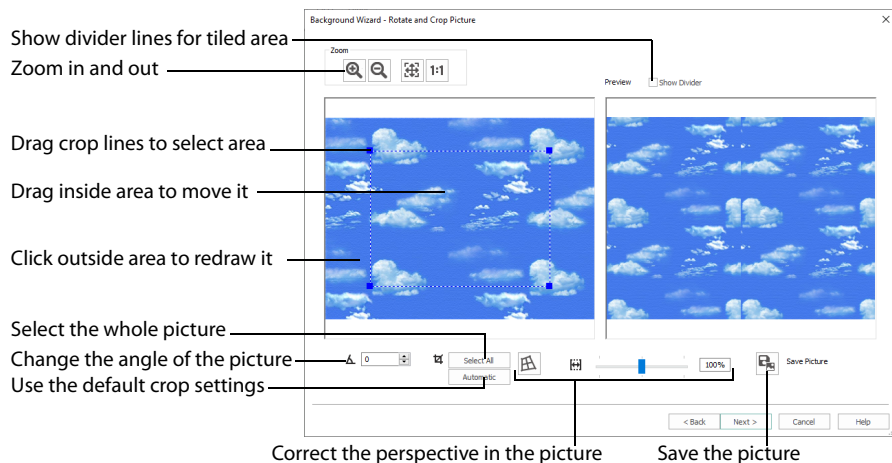 Background Wizard - Rotate and Crop Picture
Show divider lines for tiled area
Zoom
Zoom in and out
1:1
Preview
Show Divider
Drag crop lines to select area
Drag inside area to move it
Click outside area to redraw it
Select the whole picture
Change the angle of the picture
0
Select All
100%
Save Picture
Use the default crop settings
Automatic
< Back
Next >
Cancel
Help
Correct the perspective in the picture
Save the picture